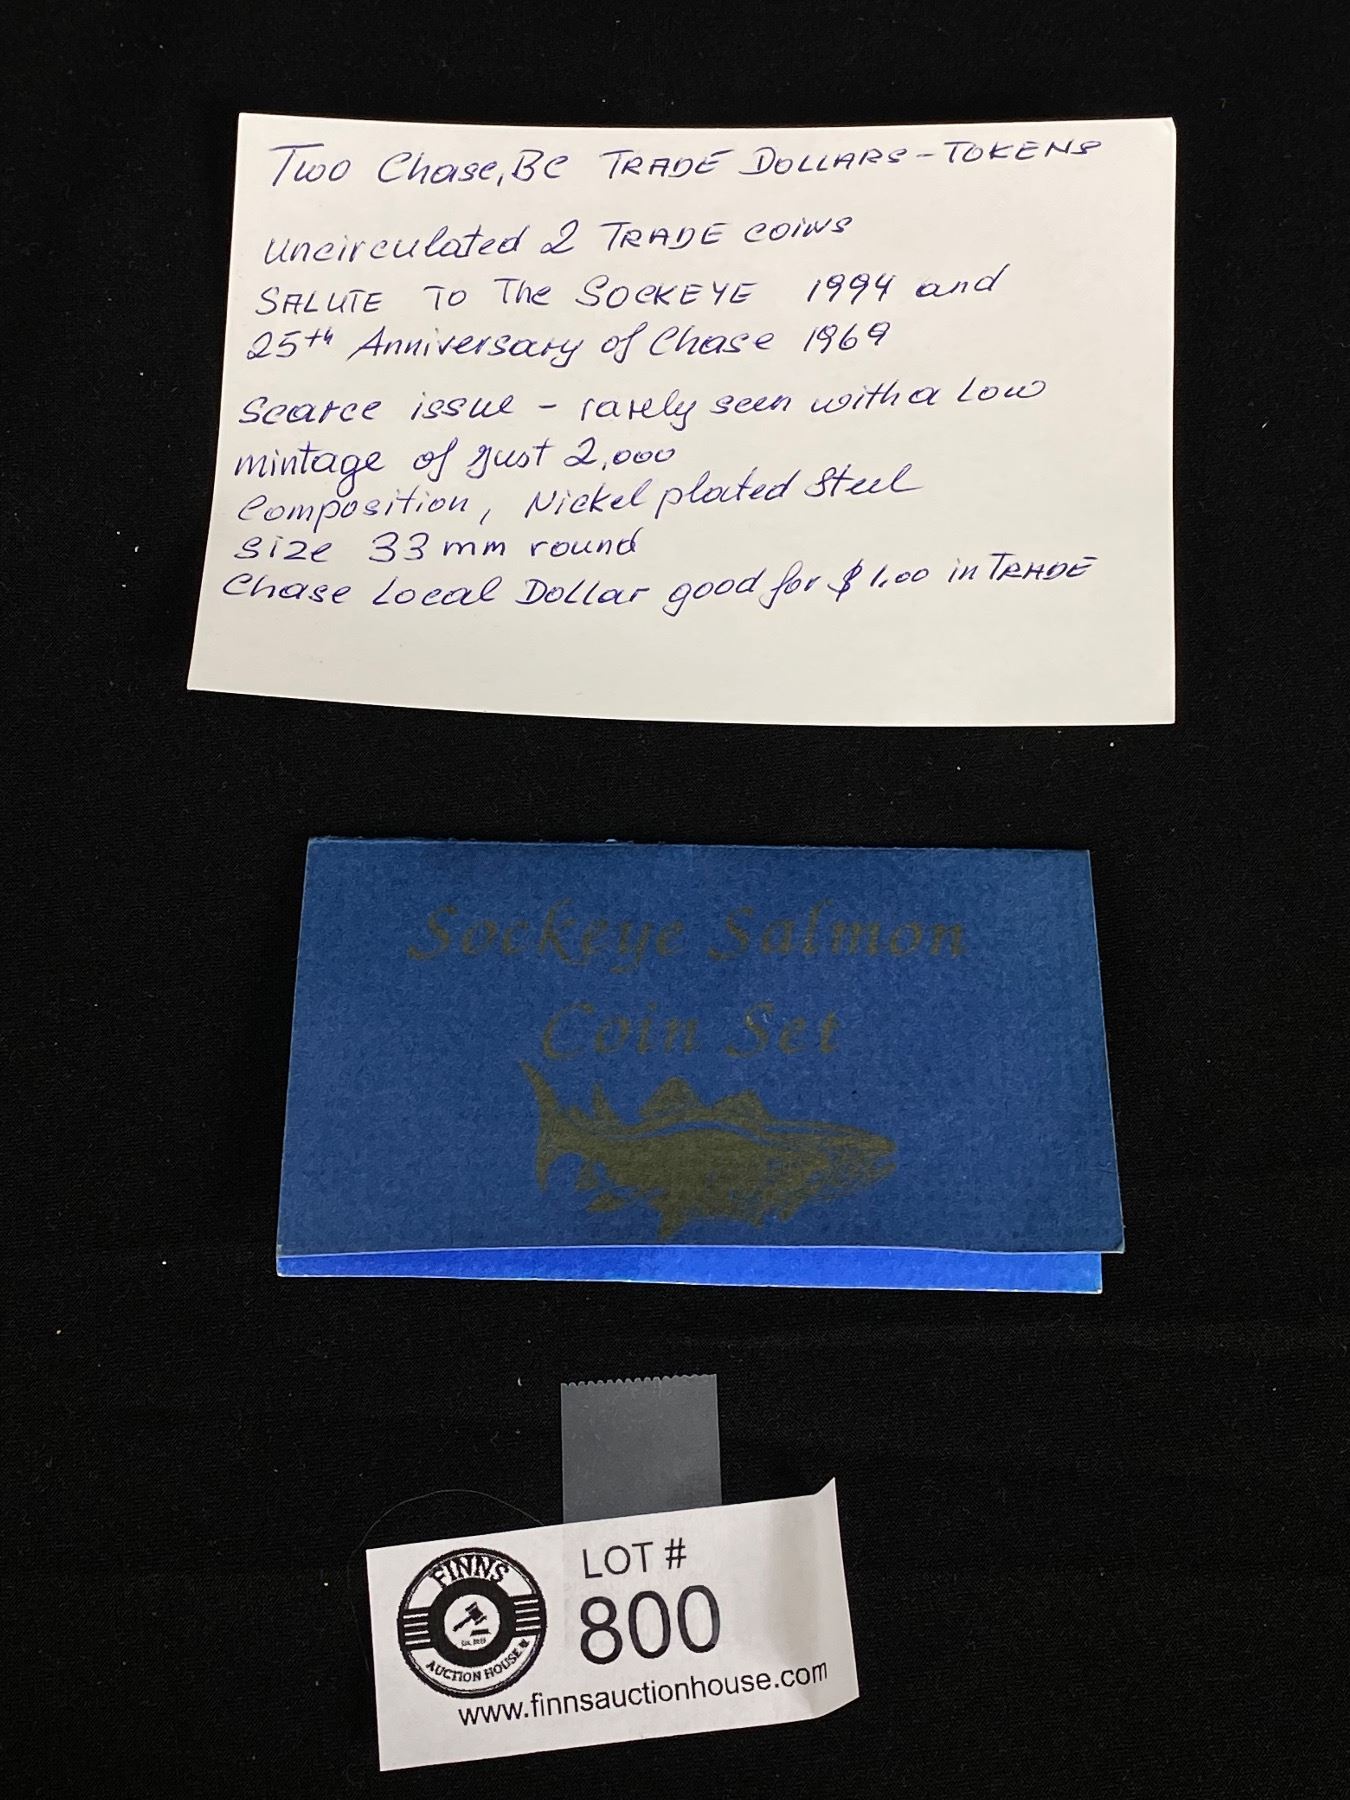 Two Chase, BC TRADE DOLLARS - TOKENS
Uncirculated 2 TRADE COINS
SALUTE TO The SOCKEYE 1994 and
25th Anniversary of Chase 1969
Scarce issue - rarely seen with a Low
mintage of just 2,000
Composition, Nickel plated Steel
Size 33 mm round
Chase Local Dollar good for $1.00 in TRADE
Sockeye Salmon
Coin Set
FINNS
AUCTION HOUSE
LOT #
800
www.finnsauctionhouse.com